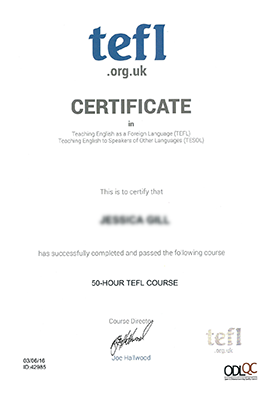 tefl
.org.uk
CERTIFICATE
in
Teaching English as a Foreign Language (TEFL)
Teaching English to Speakers of Other Languages (TESOL)
This is to certify that
has successfully completed and passed the following course
50-HOUR TEFL COURSE
Course Director
Joe Hallwood
03/06/16
ID:42985
tefl
.org.uk
ODLQC